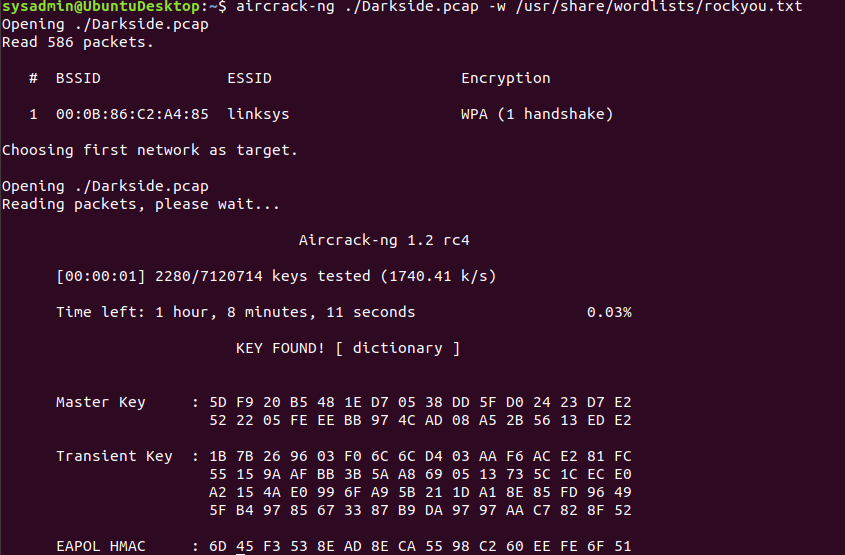 sysadmin@UbuntuDesktop:~$ aircrack-ng ./Darkside.pcap -w /usr/share/wordlists/rockyou.txt
Opening ./Darkside.pcap
Read 586 packets.
# BSSID ESSID Encryption
1 00:0B:86:C2:A4:85 linksys WPA (1 handshake)
Choosing first network as target.
Opening ./Darkside.pcap
Reading packets, please wait...
Aircrack-ng 1.2 rc4
[00:00:01] 2280/7120714 keys tested (1740.41 k/s)
Time left: 1 hour, 8 minutes, 11 seconds 0.03%
KEY FOUND! [ dictionary ]
Master Key : 5D F9 20 B5 48 1E D7 05 38 DD 5F D0 24 23 D7 E2
52 22 05 FE EE BB 97 4C AD 08 A5 2B 56 13 ED E2
Transient Key : 1B 7B 26 96 03 F0 6C 6C D4 03 AA F6 AC E2 81 FC
55 15 9A AF BB 3B 5A A8 69 05 13 73 5C 1C EC E0
A2 15 4A E0 99 6F A9 5B 21 1D A1 8E 85 FD 96 49
5F B4 97 85 67 33 87 B9 DA 97 97 AA C7 82 8F 52
EAPOL HMAC : 6D 45 F3 53 8E AD 8E CA 55 98 C2 60 EE FE 6F 51